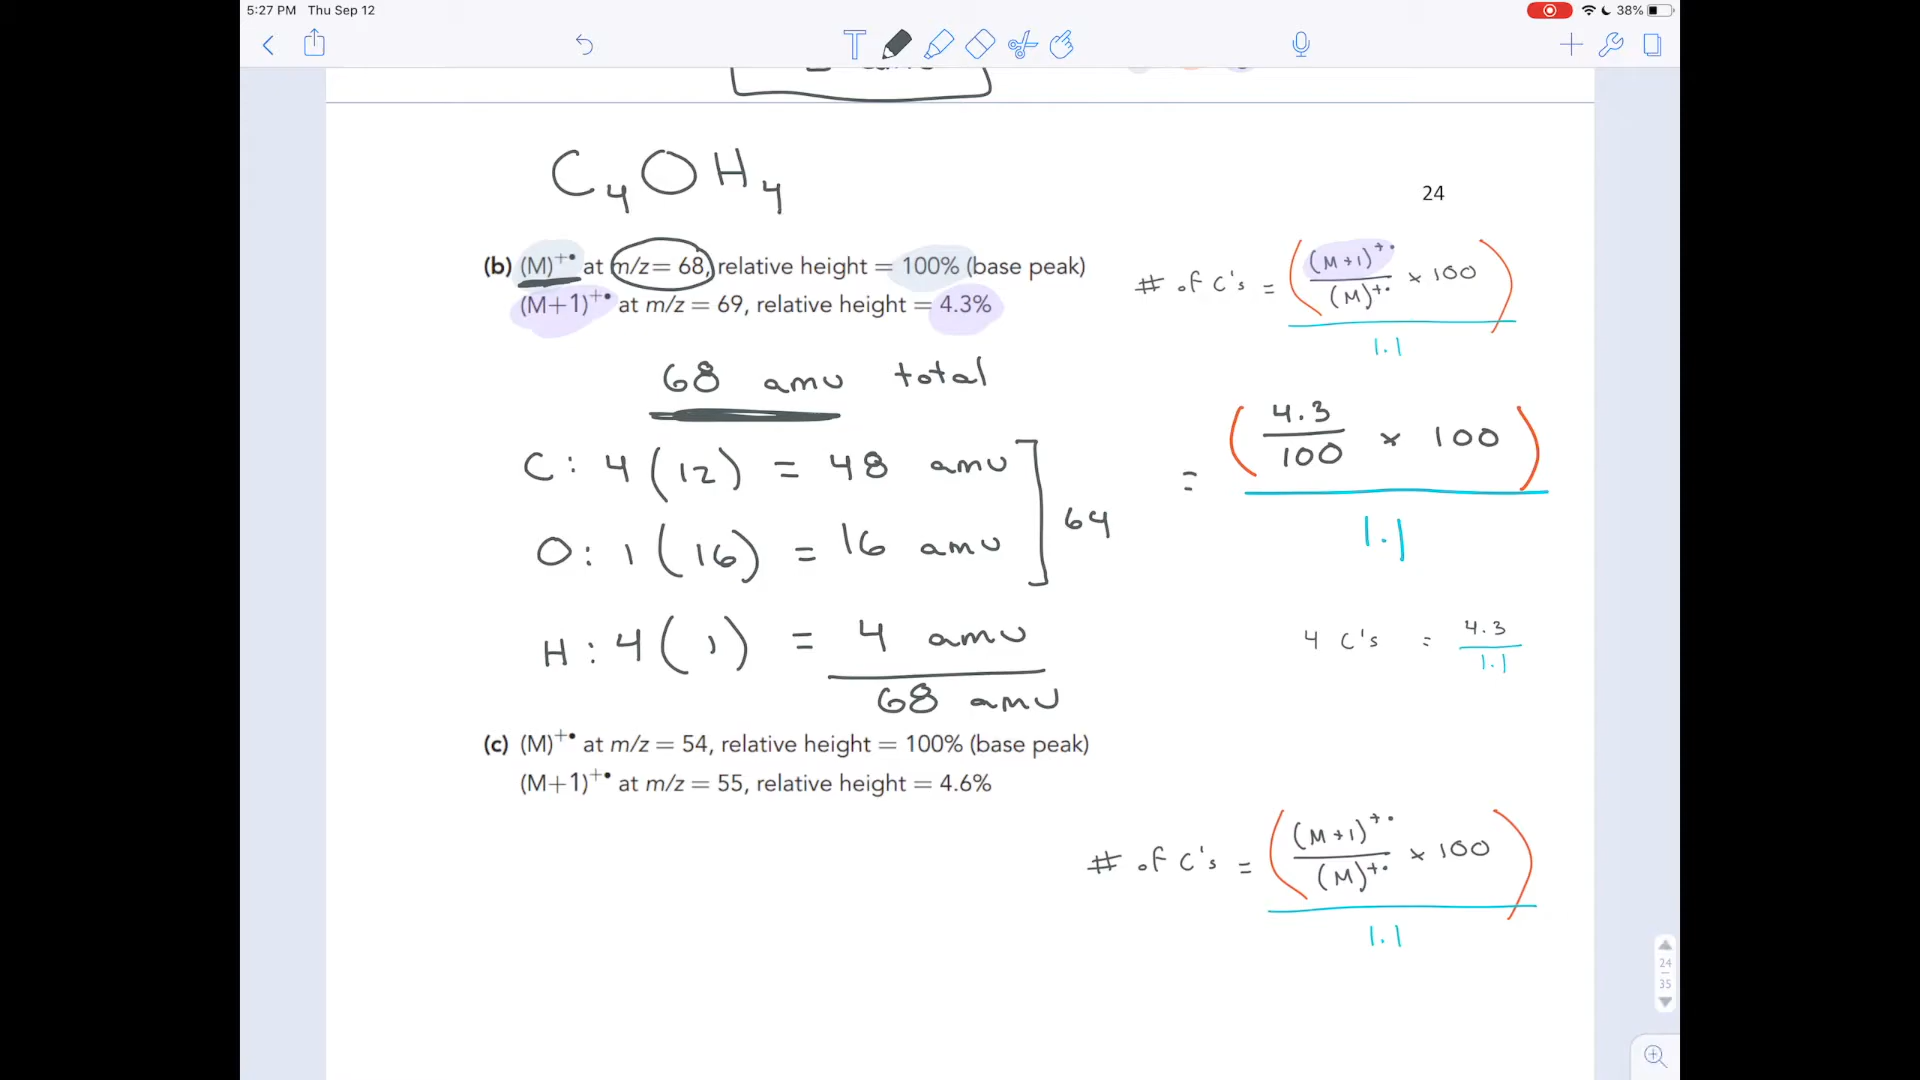 5:27 PM Thu Sep 12
38%
C4OH4
24
(b) (M)+• at m/z = 68, relative height = 100% (base peak)
(M+1)+• at m/z = 69, relative height = 4.3%
# of C's = ((M+1)+• / (M)+• × 100) / 1.1
68 amu total
= (4.3 / 100 × 100) / 1.1
C: 4(12) = 48 amu
O: 1(16) = 16 amu
64
H: 4(1) = 4 amu
68 amu
4 C's = 4.3 / 1.1
(c) (M)+• at m/z = 54, relative height = 100% (base peak)
(M+1)+• at m/z = 55, relative height = 4.6%
# of C's = ((M+1)+• / (M)+• × 100) / 1.1
24
35